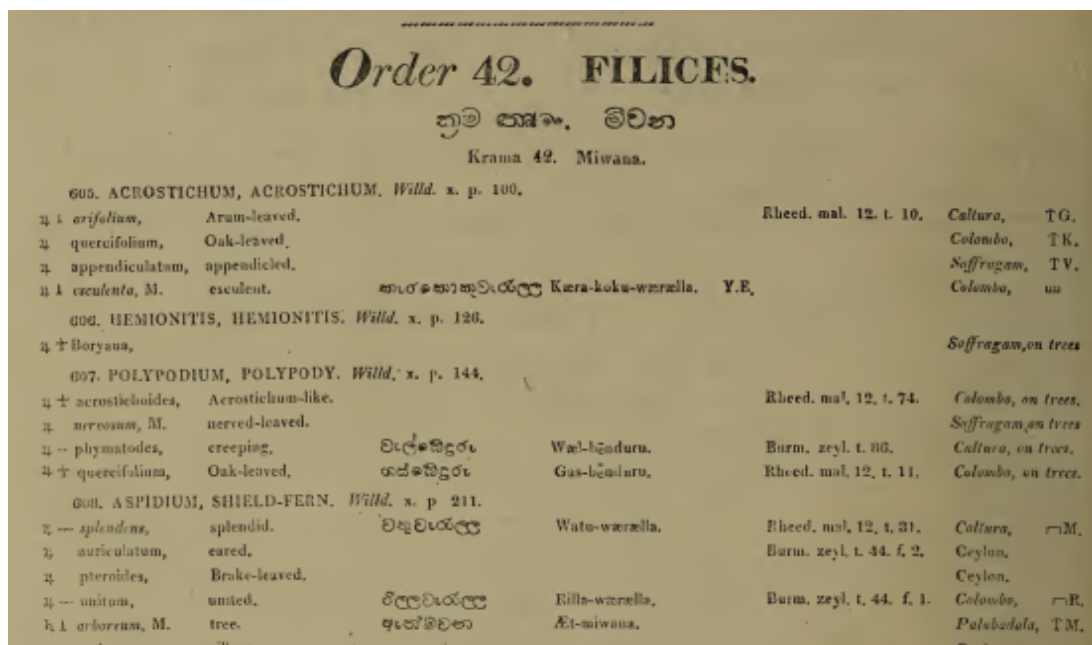 Order 42. FILICES.
ක්‍රම මිවන
Krama 42. Miwana.
605. ACROSTICHUM, ACROSTICHUM. Willd. x. p. 100.
♃ arifolium, Arum-leaved. Rheed. mal. 12. t. 10. Caltura, G.
♃ quercifolium, Oak-leaved. Colombo, K.
♃ appendiculatum, appendicled. Saffragam, V.
♃ esculenta, M. esculent. Kæra-koku-wærælla. Y.E. Colombo,
606. HEMIONITIS, HEMIONITIS. Willd. x. p. 126.
♃ Boryana, Saffragam, on trees
607. POLYPODIUM, POLYPODY. Willd. x. p. 144.
♃ acrostichoides, Acrostichum-like. Rheed. mal. 12. t. 74. Colombo, on trees.
♃ nervosum, M. nerved-leaved. Saffragam, on trees
♃ -- phymatodes, creeping. වැල්බෙදුරු Wæl-bĕnduru. Burm. zeyl. t. 86. Caltura, on trees.
♃ quercifolium, Oak-leaved. ගස්බෙදුරු Gas-bĕnduru. Rheed. mal. 12. t. 11. Colombo, on trees.
608. ASPIDIUM, SHIELD-FERN. Willd. x. p 211.
♃ -- splendens, splendid. වතුවැරැල්ල Watu-wærælla. Rheed. mal. 12. t. 31. Caltura, M.
♃ auriculatum, eared. Burm. zeyl. t. 44. f. 2. Ceylon.
♃ pteroides, Brake-leaved. Ceylon.
♃ -- unitum, united. රිල්ලවැරැල්ල Rilla-wærælla. Burm. zeyl. t. 44. f. 1. Colombo, R.
♄ arboreum, M. tree. Æt-miwana. Palabadola, M.